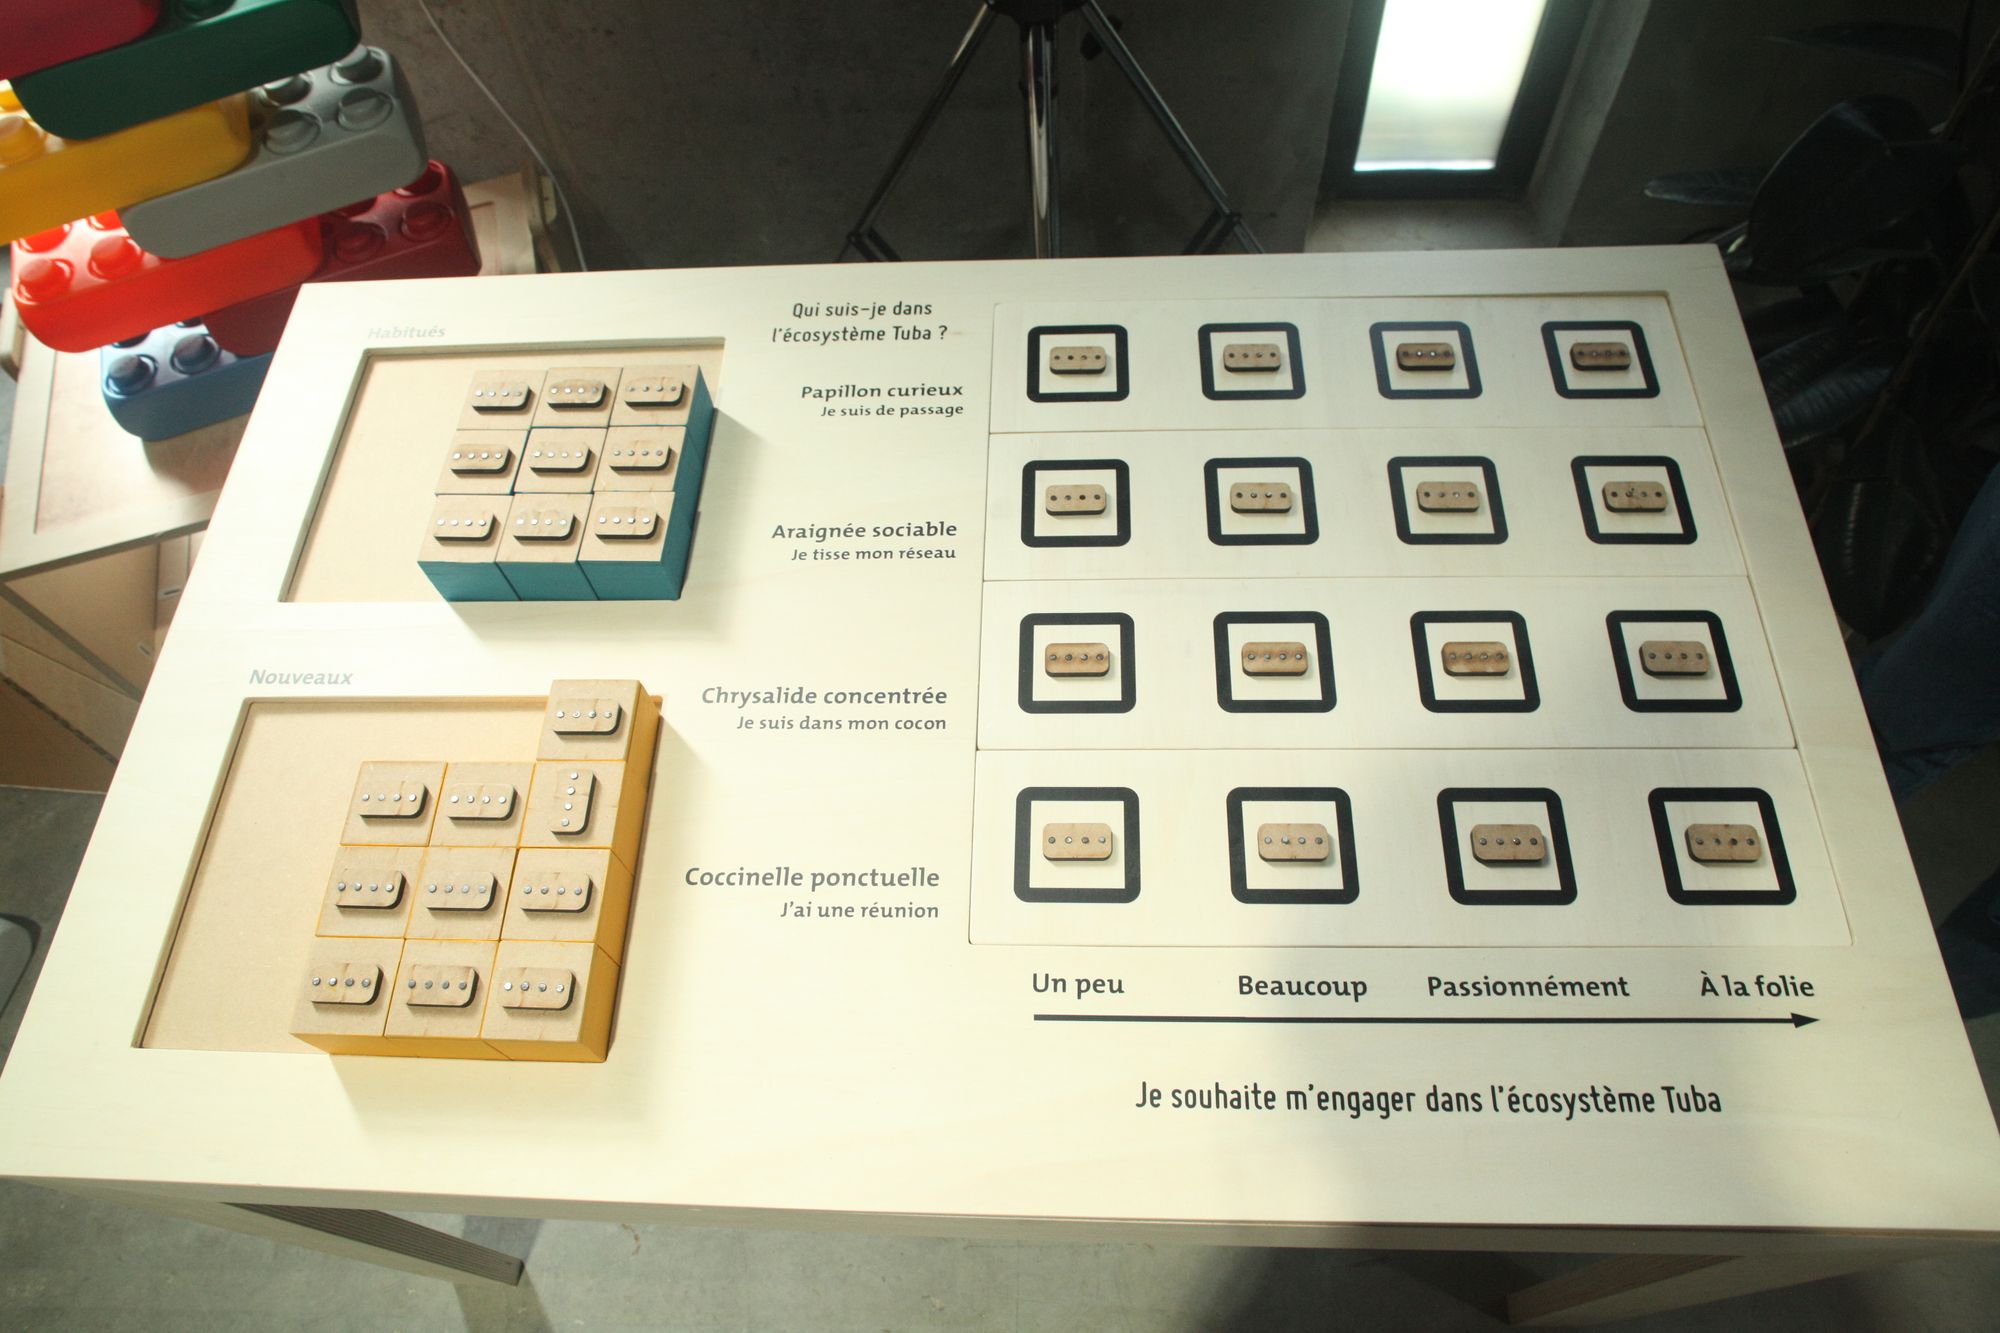 Habitués
Qui suis-je dans
l'écosystème Tuba ?
Papillon curieux
Je suis de passage
Araignée sociable
Je tisse mon réseau
Nouveaux
Chrysalide concentrée
Je suis dans mon cocon
Coccinelle ponctuelle
J'ai une réunion
Un peu Beaucoup Passionnément À la folie
Je souhaite m'engager dans l'écosystème Tuba